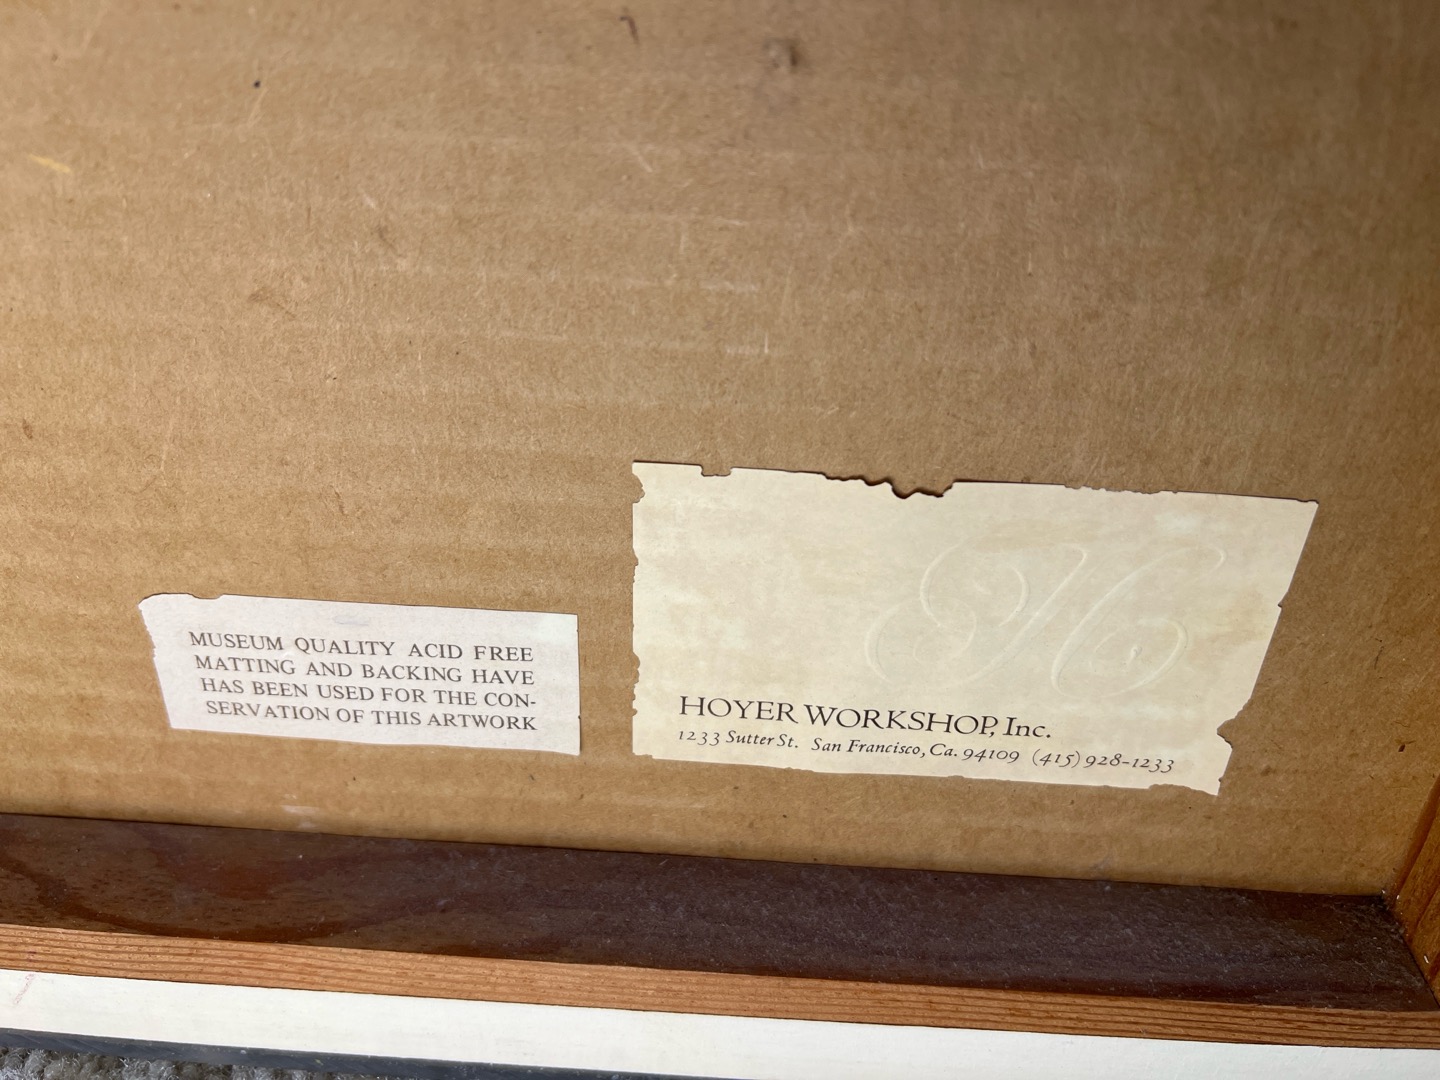 MUSEUM QUALITY ACID FREE
MATTING AND BACKING HAVE
HAS BEEN USED FOR THE CON-
SERVATION OF THIS ARTWORK
H
HOYER WORKSHOP, Inc.
1233 Sutter St. San Francisco, Ca. 94109 (415) 928-1233